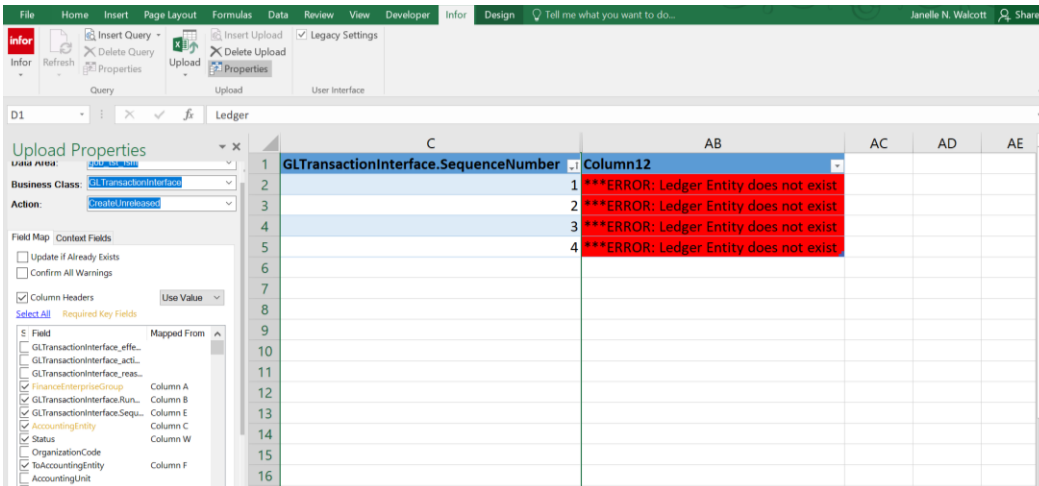 File Home Insert Page Layout Formulas Data Review View Developer Infor Design Tell me what you want to do... Janelle N. Walcott Share
infor
Infor
Refresh
Insert Query
Delete Query
Properties
Query
Upload
Insert Upload
Delete Upload
Properties
Upload
Legacy Settings
User Interface
D1 fx Ledger
Upload Properties
Data Area:
Business Class: GLTransactionInterface
Action: CreateUnreleased
Field Map Context Fields
Update if Already Exists
Confirm All Warnings
Column Headers Use Value
Select All Required Key Fields
S Field Mapped From
GLTransactionInterface_effe...
GLTransactionInterface_acti...
GLTransactionInterface_reas...
FinanceEnterpriseGroup Column A
GLTransactionInterface.Run... Column B
GLTransactionInterface.Sequ... Column E
AccountingEntity Column C
Status Column W
OrganizationCode
ToAccountingEntity Column F
AccountingUnit
C AB AC AD AE
1 GLTransactionInterface.SequenceNumber Column12
2 1 ***ERROR: Ledger Entity does not exist
3 2 ***ERROR: Ledger Entity does not exist
4 3 ***ERROR: Ledger Entity does not exist
5 4 ***ERROR: Ledger Entity does not exist
6
7
8
9
10
11
12
13
14
15
16